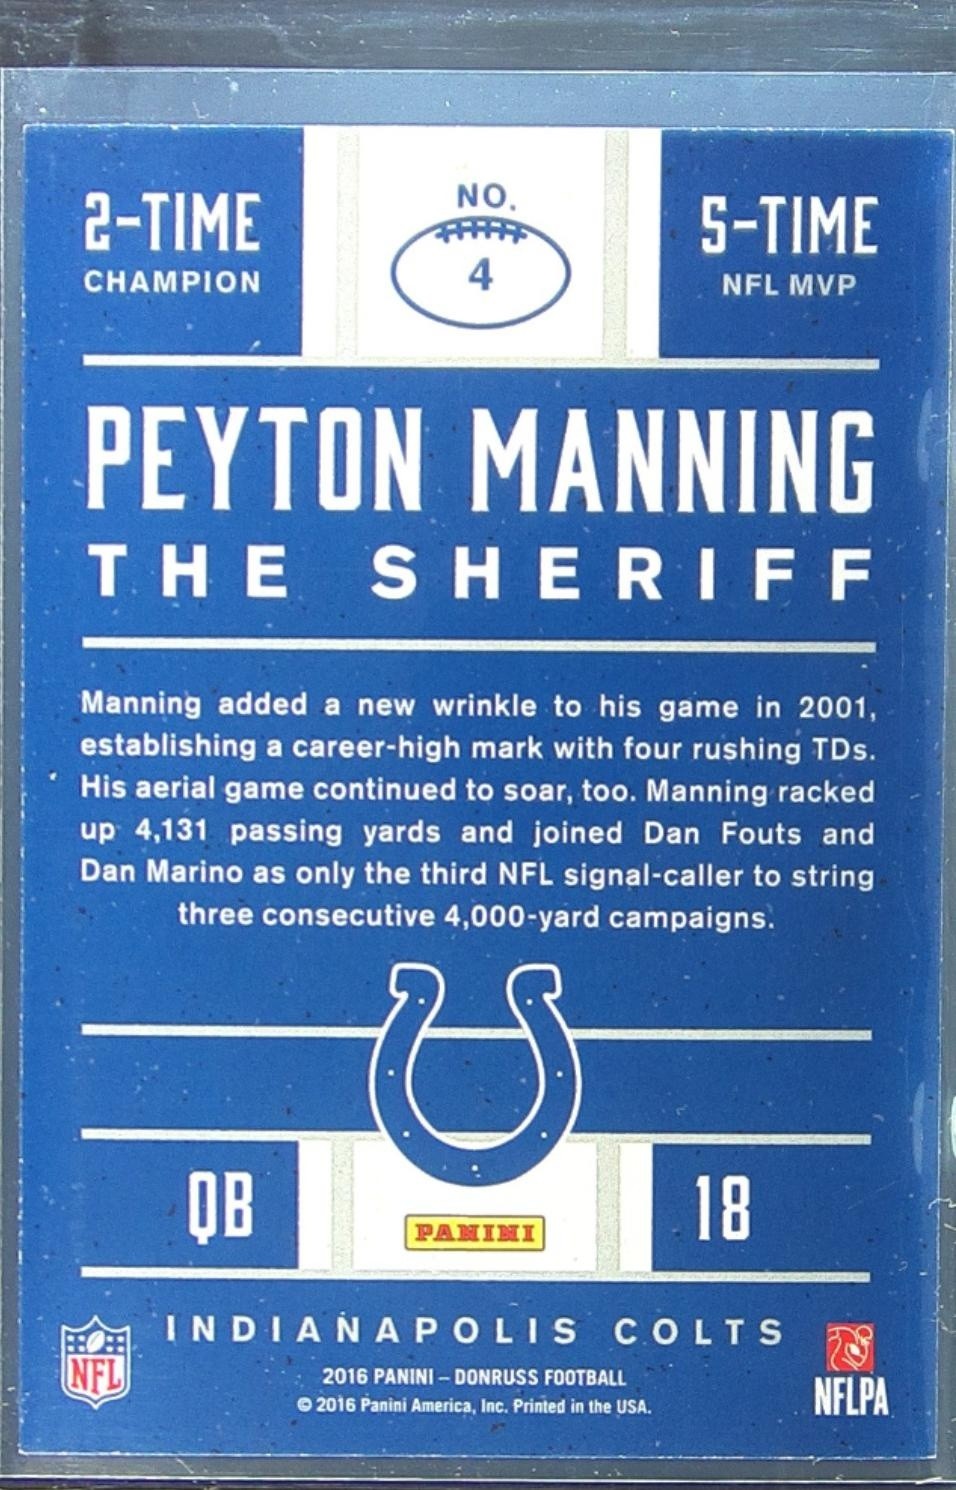 2-TIME
CHAMPION
NO.
4
5-TIME
NFL MVP
PEYTON MANNING
THE SHERIFF
Manning added a new wrinkle to his game in 2001,
establishing a career-high mark with four rushing TDs.
His aerial game continued to soar, too. Manning racked
up 4,131 passing yards and joined Dan Fouts and
Dan Marino as only the third NFL signal-caller to string
three consecutive 4,000-yard campaigns.
QB
PANINI
18
INDIANAPOLIS COLTS
NFL
2016 PANINI – DONRUSS FOOTBALL
© 2016 Panini America, Inc. Printed in the USA.
NFLPA